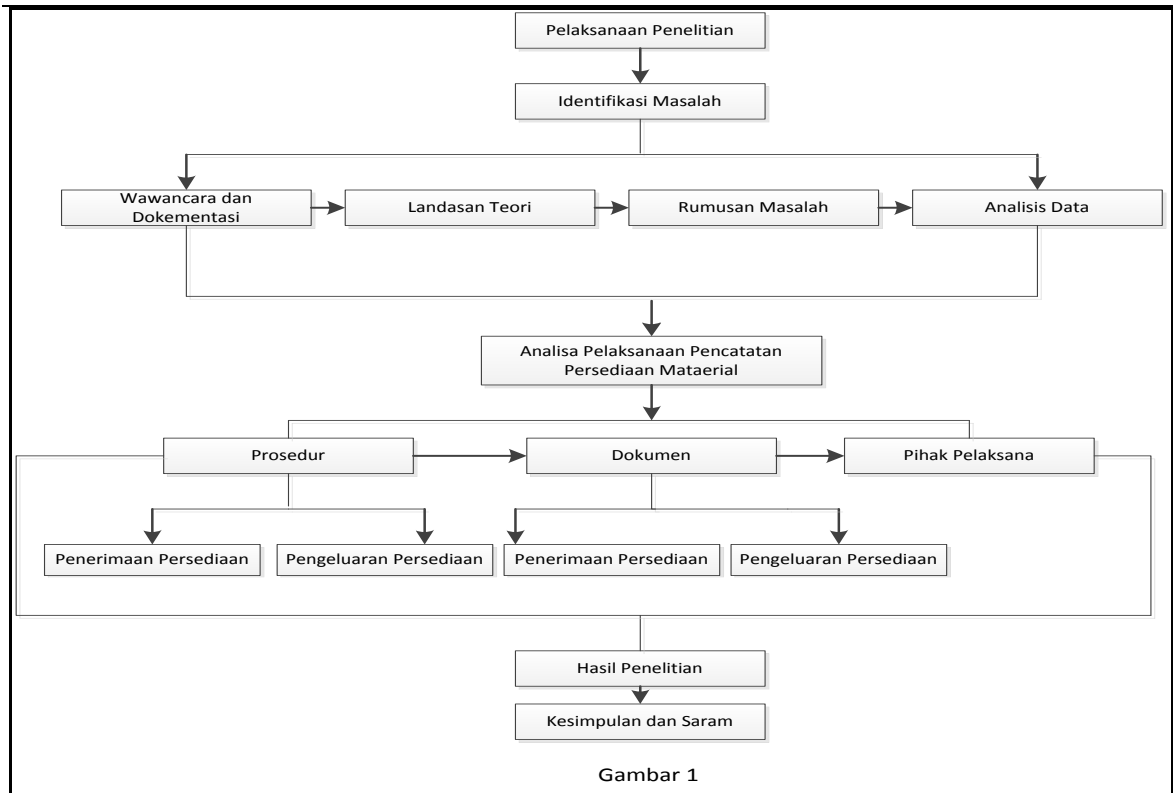 Pelaksanaan Penelitian
Identifikasi Masalah
Wawancara dan
Dokementasi
Landasan Teori
Rumusan Masalah
Analisis Data
Analisa Pelaksanaan Pencatatan
Persediaan Mataerial
Prosedur
Dokumen
Pihak Pelaksana
Penerimaan Persediaan
Pengeluaran Persediaan
Penerimaan Persediaan
Pengeluaran Persediaan
Hasil Penelitian
Kesimpulan dan Saram
Gambar 1